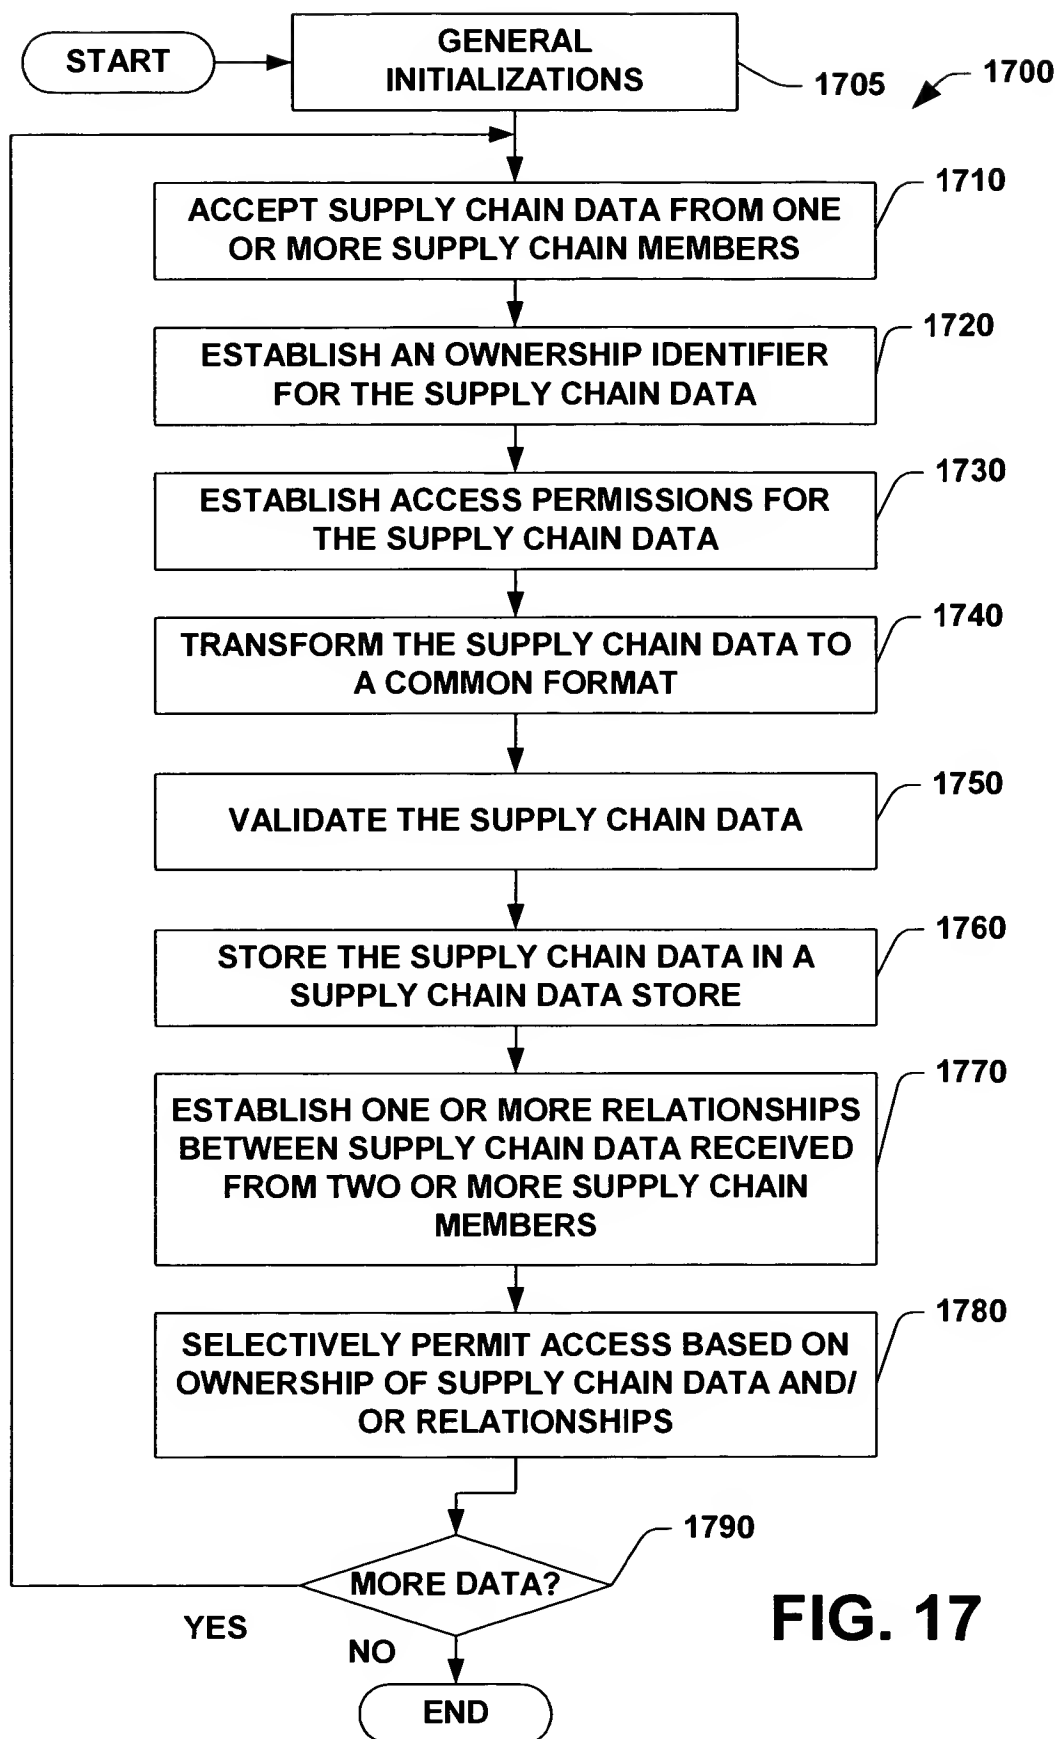 START
GENERAL
INITIALIZATIONS
1705
1700
1710
ACCEPT SUPPLY CHAIN DATA FROM ONE
OR MORE SUPPLY CHAIN MEMBERS
1720
ESTABLISH AN OWNERSHIP IDENTIFIER
FOR THE SUPPLY CHAIN DATA
1730
ESTABLISH ACCESS PERMISSIONS FOR
THE SUPPLY CHAIN DATA
1740
TRANSFORM THE SUPPLY CHAIN DATA TO
A COMMON FORMAT
1750
VALIDATE THE SUPPLY CHAIN DATA
1760
STORE THE SUPPLY CHAIN DATA IN A
SUPPLY CHAIN DATA STORE
1770
ESTABLISH ONE OR MORE RELATIONSHIPS
BETWEEN SUPPLY CHAIN DATA RECEIVED
FROM TWO OR MORE SUPPLY CHAIN
MEMBERS
1780
SELECTIVELY PERMIT ACCESS BASED ON
OWNERSHIP OF SUPPLY CHAIN DATA AND/
OR RELATIONSHIPS
1790
MORE DATA?
YES
NO
END
FIG. 17